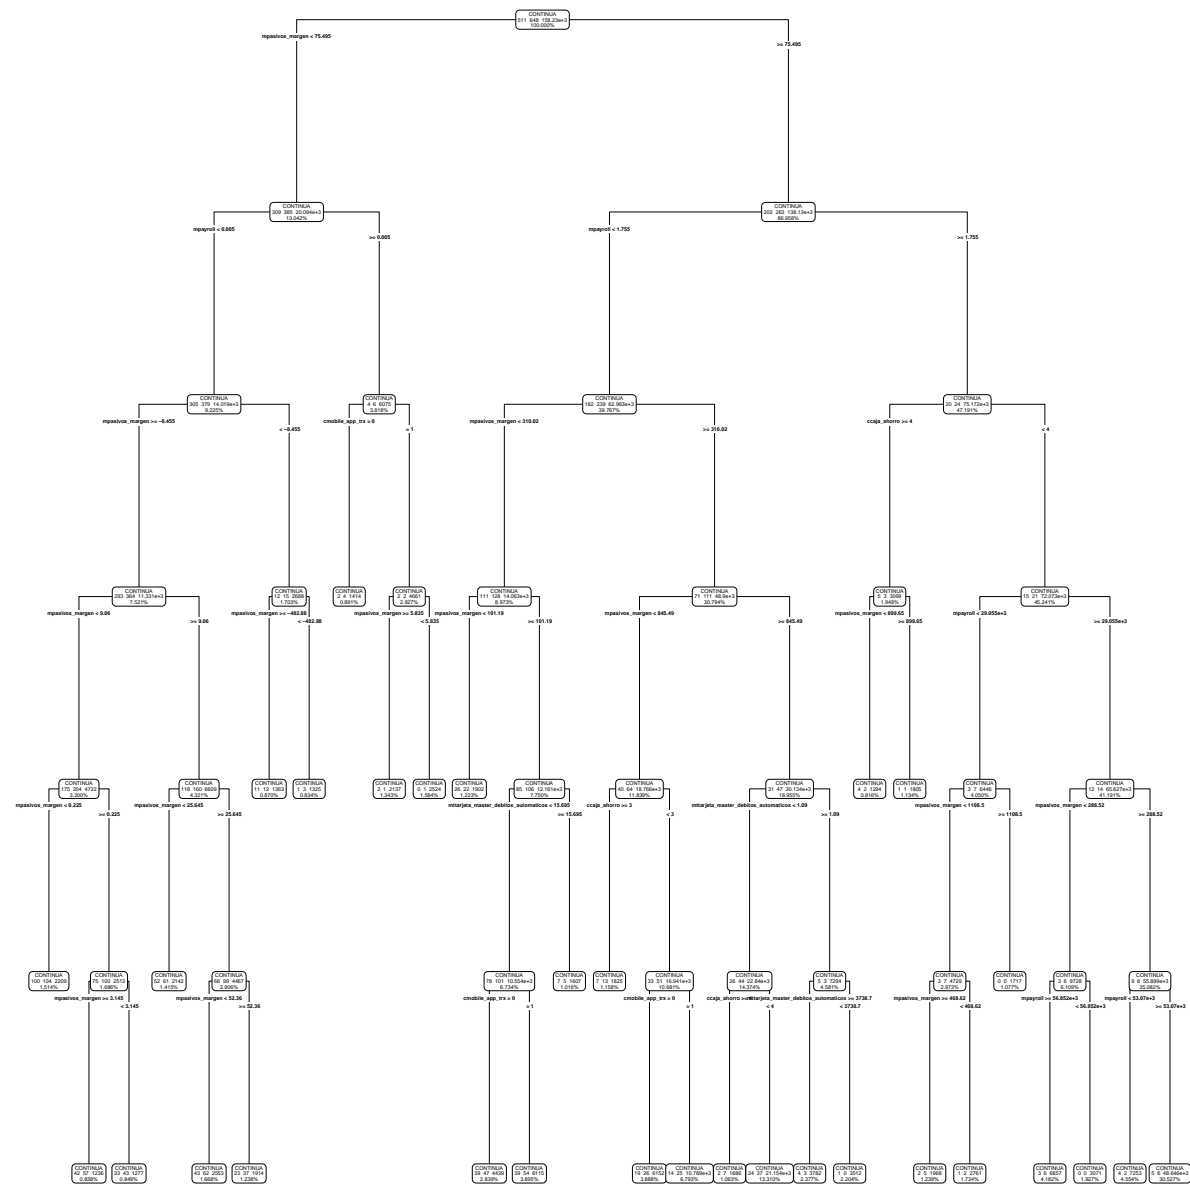 CONTINUA
511 648 158.23e+3
100.000%
mpasivos_margen < 75.495
>= 75.495
CONTINUA
309 385 20.094e+3
13.042%
CONTINUA
202 263 138.13e+3
86.958%
mpayroll < 0.005
>= 0.005
mpayroll < 1.755
>= 1.755
CONTINUA
305 379 14.019e+3
9.225%
CONTINUA
4 6 6075
3.818%
CONTINUA
182 239 62.963e+3
39.767%
CONTINUA
20 24 75.172e+3
47.191%
mpasivos_margen >= −8.455
< −8.455
cmobile_app_trx = 0
= 1
mpasivos_margen < 310.02
>= 310.02
ccaja_ahorro >= 4
< 4
CONTINUA
293 364 11.331e+3
7.521%
CONTINUA
12 15 2688
1.703%
CONTINUA
2 4 1414
0.891%
CONTINUA
2 2 4661
2.927%
CONTINUA
111 128 14.063e+3
8.973%
CONTINUA
71 111 48.9e+3
30.794%
CONTINUA
5 3 3099
1.949%
CONTINUA
15 21 72.073e+3
45.241%
mpasivos_margen < 9.06
>= 9.06
mpasivos_margen >= −482.88
< −482.88
mpasivos_margen >= 5.835
< 5.835
mpasivos_margen < 101.19
>= 101.19
mpasivos_margen < 845.49
>= 845.49
mpasivos_margen < 899.65
>= 899.65
mpayroll < 29.055e+3
>= 29.055e+3
CONTINUA
175 204 4722
3.200%
CONTINUA
118 160 6609
4.321%
CONTINUA
11 12 1363
0.870%
CONTINUA
1 3 1325
0.834%
CONTINUA
2 1 2137
1.343%
CONTINUA
0 1 2524
1.584%
CONTINUA
26 22 1902
1.223%
CONTINUA
85 106 12.161e+3
7.750%
CONTINUA
40 64 18.766e+3
11.839%
CONTINUA
31 47 30.134e+3
18.955%
CONTINUA
4 2 1294
0.816%
CONTINUA
1 1 1805
1.134%
CONTINUA
3 7 6446
4.050%
CONTINUA
12 14 65.627e+3
41.191%
mpasivos_margen < 0.225
>= 0.225
mpasivos_margen < 25.645
>= 25.645
mttarjeta_master_debitos_automaticos < 15.695
>= 15.695
ccaja_ahorro >= 3
< 3
mttarjeta_master_debitos_automaticos < 1.09
>= 1.09
mpasivos_margen < 1108.5
>= 1108.5
mpasivos_margen < 288.52
>= 288.52
CONTINUA
100 104 2209
1.514%
CONTINUA
75 100 2513
1.686%
CONTINUA
52 61 2142
1.415%
CONTINUA
66 99 4467
2.906%
CONTINUA
78 101 10.554e+3
6.734%
CONTINUA
7 5 1607
1.016%
CONTINUA
7 13 1825
1.158%
CONTINUA
33 51 16.941e+3
10.681%
CONTINUA
26 44 22.84e+3
14.374%
CONTINUA
5 3 7294
4.581%
CONTINUA
3 7 4729
2.973%
CONTINUA
0 0 1717
1.077%
CONTINUA
3 6 9728
6.109%
CONTINUA
9 8 55.899e+3
35.082%
mpasivos_margen >= 3.145
< 3.145
mpasivos_margen < 52.36
>= 52.36
cmobile_app_trx = 0
= 1
cmobile_app_trx = 0
= 1
ccaja_ahorro >= 4
< 4
mttarjeta_master_debitos_automaticos >= 3738.7
< 3738.7
mpasivos_margen >= 468.62
< 468.62
mpayroll >= 56.852e+3
< 56.852e+3
mpayroll < 53.07e+3
>= 53.07e+3
CONTINUA
42 57 1236
0.838%
CONTINUA
33 43 1277
0.849%
CONTINUA
43 62 2553
1.668%
CONTINUA
23 37 1914
1.238%
CONTINUA
39 47 4439
2.839%
CONTINUA
39 54 6115
3.895%
CONTINUA
19 26 6152
3.888%
CONTINUA
14 25 10.789e+3
6.793%
CONTINUA
2 7 1686
1.063%
CONTINUA
24 37 21.154e+3
13.310%
CONTINUA
4 3 3782
2.377%
CONTINUA
1 0 3512
2.204%
CONTINUA
2 5 1968
1.239%
CONTINUA
1 2 2761
1.734%
CONTINUA
3 6 6657
4.182%
CONTINUA
0 0 3071
1.927%
CONTINUA
4 2 7253
4.554%
CONTINUA
5 6 48.646e+3
30.527%